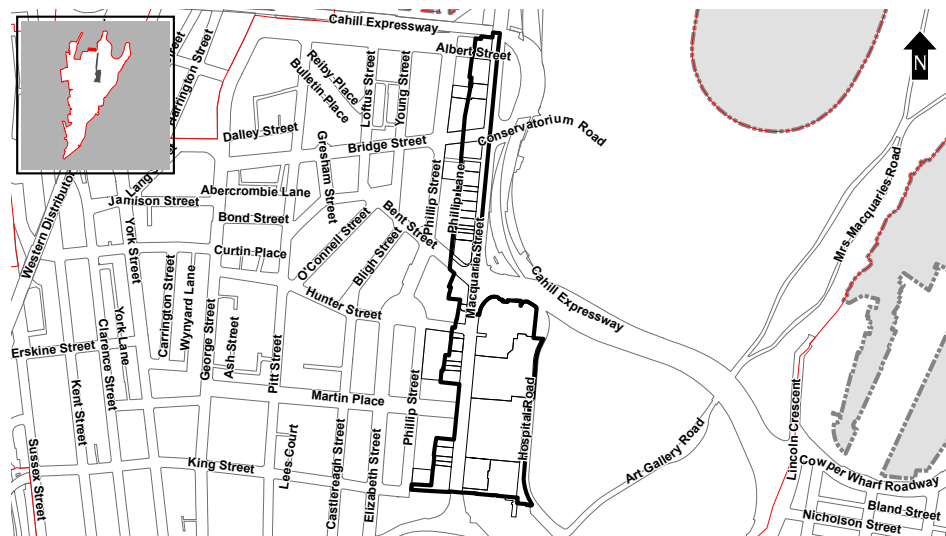 Cahill Expressway
Albert Street
N
Harrington Street
Reiby Place
Bulletin Place
Loftus Street
Young Street
Conservatorium Road
Dalley Street
Bridge Street
Gresham Street
Phillip Street
Phillip Lane
Mrs Macquaries Road
Lang
Western Distributor
Abercrombie Lane
Jamison Street
Bond Street
Bent Street
York Street
O'Connell Street
Bligh Street
Macquarie Street
Curtin Place
Cahill Expressway
Carrington Street
Wynyard Lane
Hunter Street
George Street
Ash Street
York Lane
Clarence Street
Pitt Street
Erskine Street
Kent Street
Phillip Street
Martin Place
Hospital Road
Lincoln Crescent
Art Gallery Road
Sussex Street
King Street
Lees Court
Castlereagh Street
Elizabeth Street
Cowper Wharf Roadway
Bland Street
Nicholson Street